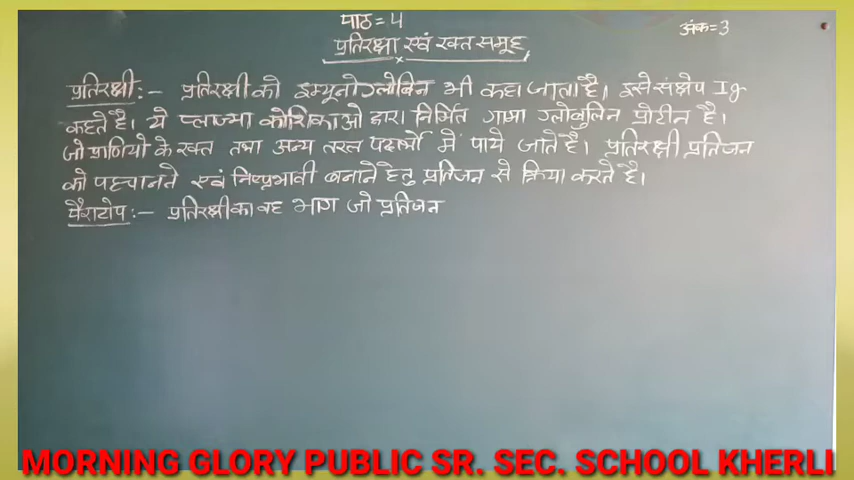 पाठ = 4
अंक = 3
प्रतिरक्षा एवं रक्त समूह
प्रतिरक्षी :- प्रतिरक्षी को इम्यूनोग्लोबिन भी कहा जाता है। इसे संक्षेप Ig
कहते है। ये प्लाज्मा कोशिकाओ द्वारा निर्मित गामा ग्लोबुलिन प्रोटीन है।
जो प्राणियो के रक्त तथा अन्य तरल पदार्थो में पाये जाते है। प्रतिरक्षी प्रतिजन
को पहचानने एवं निष्प्रभावी बनाने हेतु प्रतिजन से क्रिया करते है।
पैराटोप :- प्रतिरक्षी का वह भाग जो प्रतिजन
MORNING GLORY PUBLIC SR. SEC. SCHOOL KHERLI